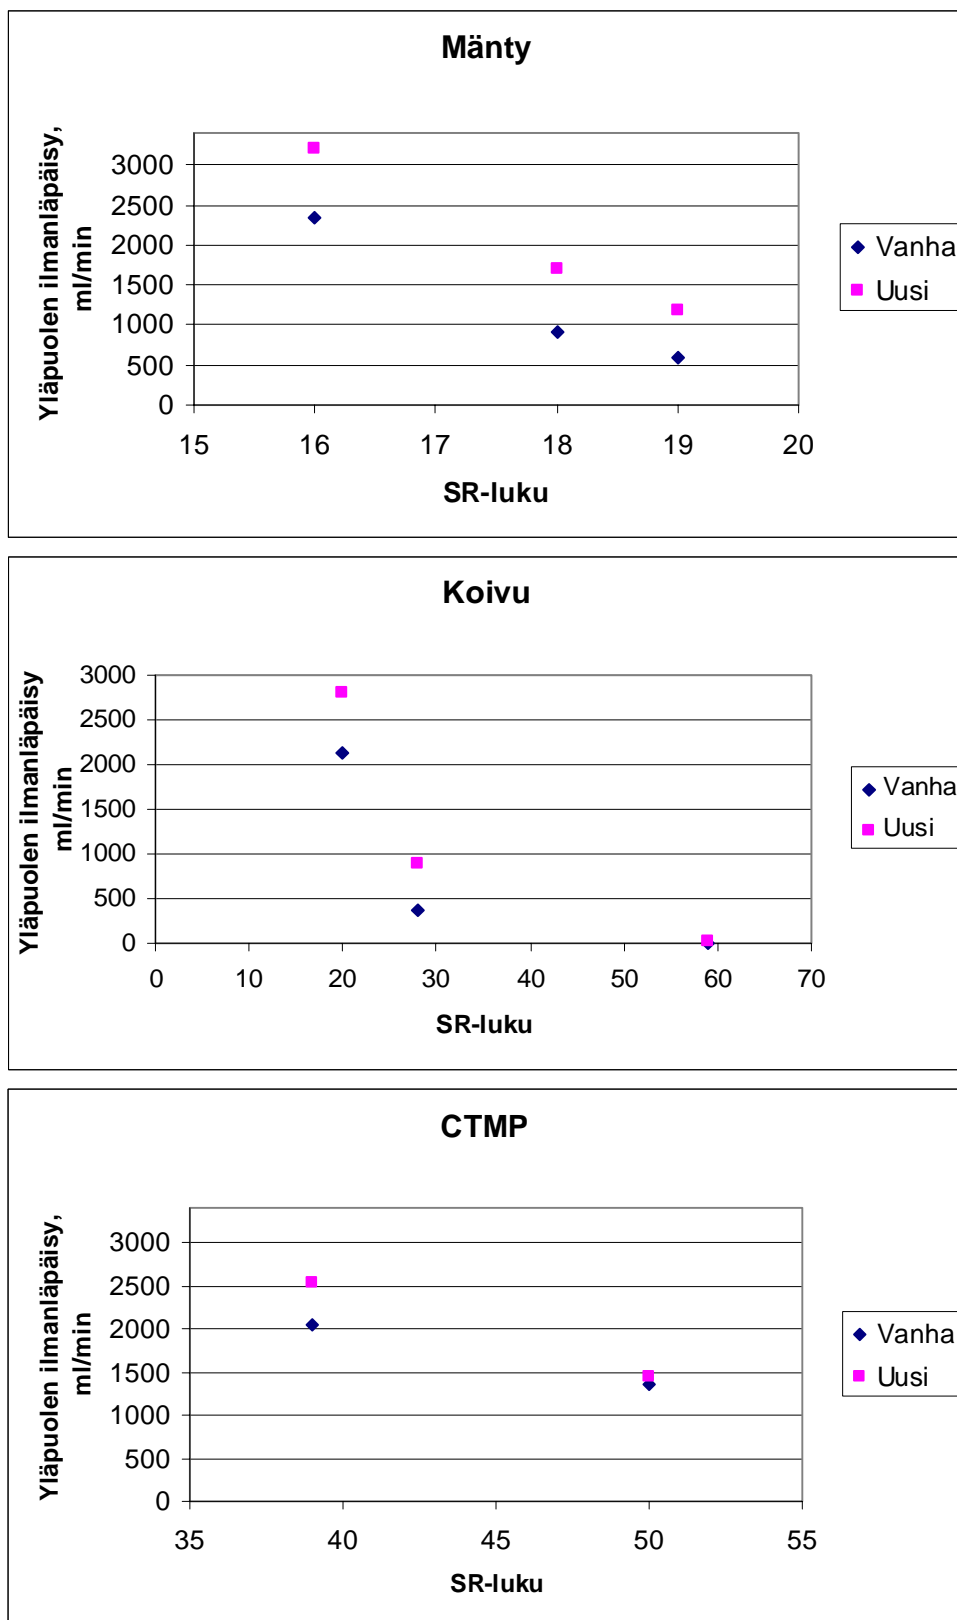 Mänty
Yläpuolen ilmanläpäisy,
ml/min
3000
2500
2000
1500
1000
500
0
15 16 17 18 19 20
SR-luku
Vanha
Uusi
Koivu
Yläpuolen ilmanläpäisy
ml/min
3000
2500
2000
1500
1000
500
0
0 10 20 30 40 50 60 70
SR-luku
Vanha
Uusi
CTMP
Yläpuolen ilmanläpäisy,
ml/min
3000
2500
2000
1500
1000
500
0
35 40 45 50 55
SR-luku
Vanha
Uusi